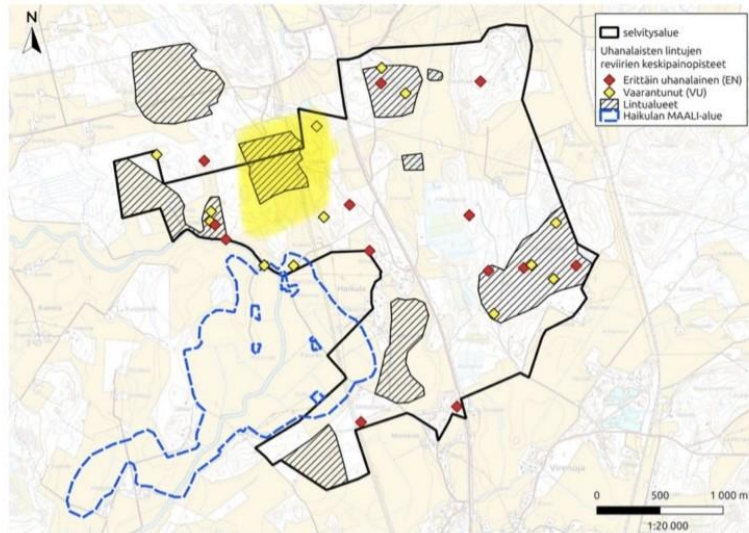 N
selvitysalue
Uhanalaisten lintujen
reviirien keskipainopisteet
Erittäin uhanalainen (EN)
Vaarantunut (VU)
Lintualueet
Haikulan MAALI-alue
0 500 1 000 m
1:20 000